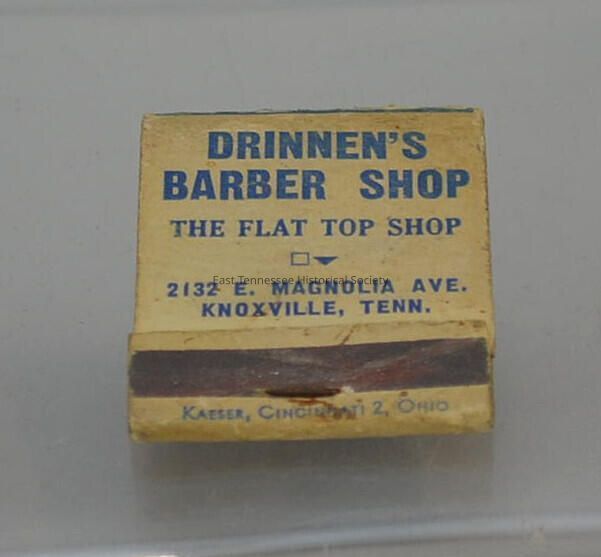 DRINNEN'S
BARBER SHOP
THE FLAT TOP SHOP
East Tennessee Historical Society
2132 E. MAGNOLIA AVE.
KNOXVILLE, TENN.
KAESER, CINCINNATI 2, OHIO